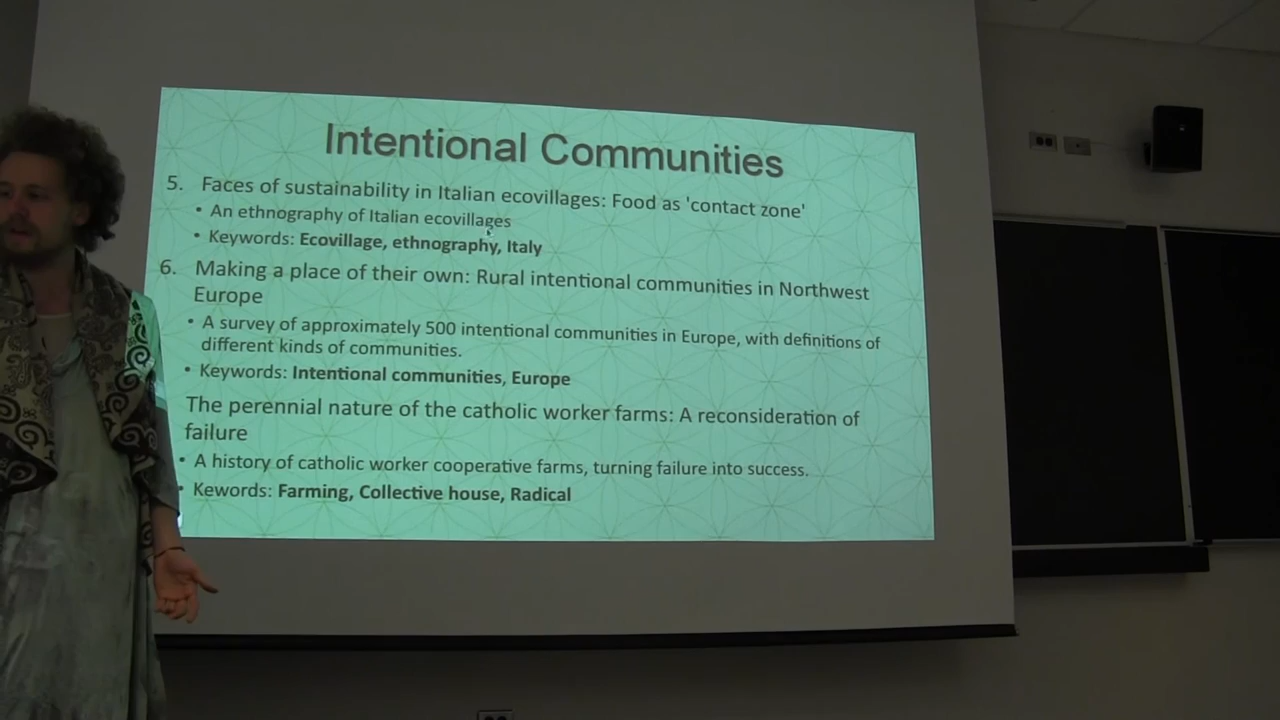 Intentional Communities
5. Faces of sustainability in Italian ecovillages: Food as 'contact zone'
• An ethnography of Italian ecovillages
• Keywords: Ecovillage, ethnography, Italy
6. Making a place of their own: Rural intentional communities in Northwest
Europe
• A survey of approximately 500 intentional communities in Europe, with definitions of
different kinds of communities.
• Keywords: Intentional communities, Europe
The perennial nature of the catholic worker farms: A reconsideration of
failure
• A history of catholic worker cooperative farms, turning failure into success.
• Kewords: Farming, Collective house, Radical